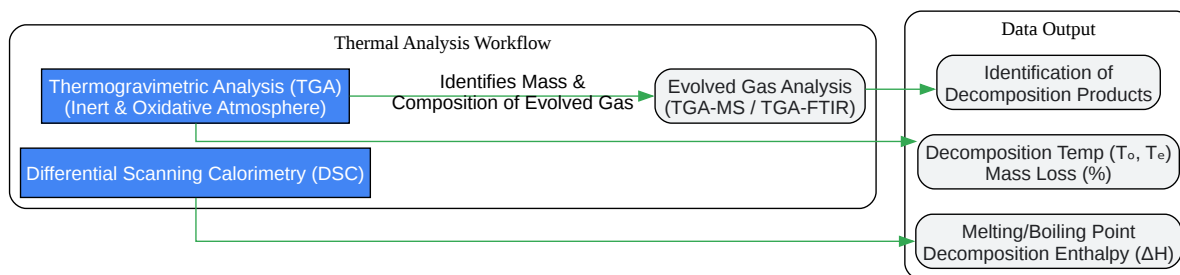 Thermal Analysis Workflow
Thermogravimetric Analysis (TGA)
(Inert & Oxidative Atmosphere)
Identifies Mass &
Composition of Evolved Gas
Evolved Gas Analysis
(TGA-MS / TGA-FTIR)
Differential Scanning Calorimetry (DSC)
Data Output
Identification of
Decomposition Products
Decomposition Temp (Tₒ, Tₑ)
Mass Loss (%)
Melting/Boiling Point
Decomposition Enthalpy (ΔH)